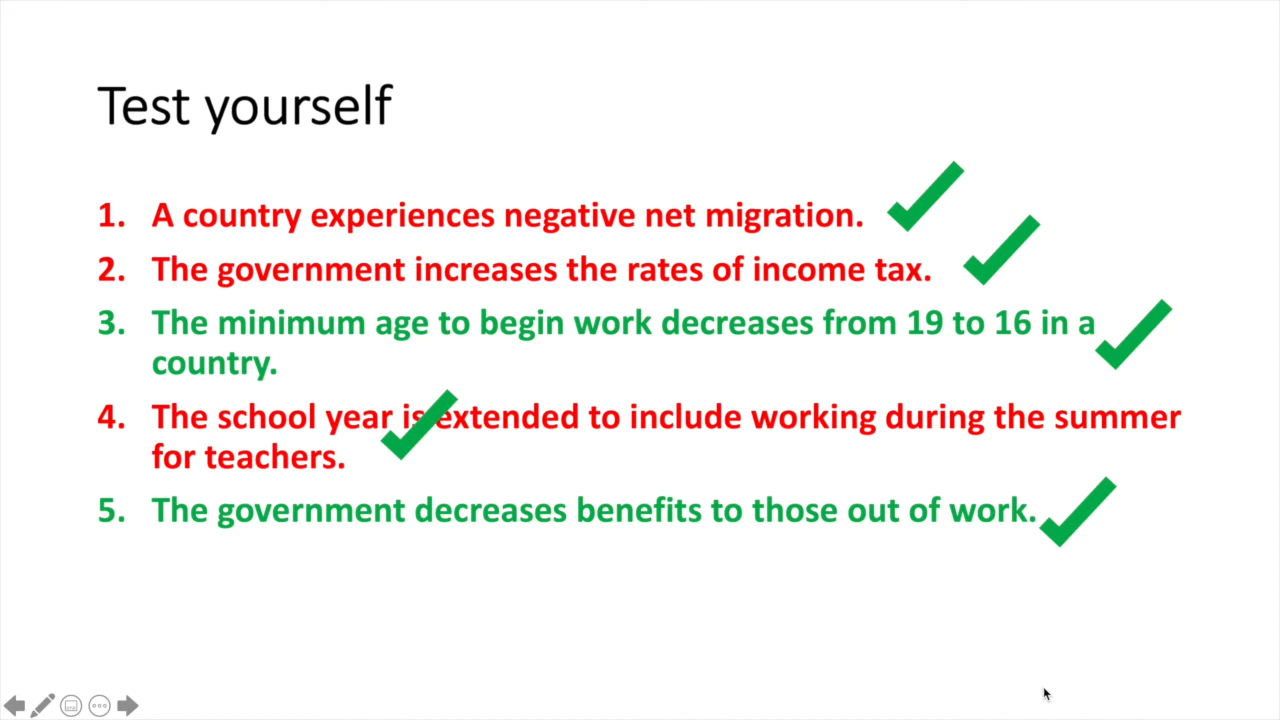 Test yourself
1. A country experiences negative net migration.
2. The government increases the rates of income tax.
3. The minimum age to begin work decreases from 19 to 16 in a
country.
4. The school year is extended to include working during the summer
for teachers.
5. The government decreases benefits to those out of work.